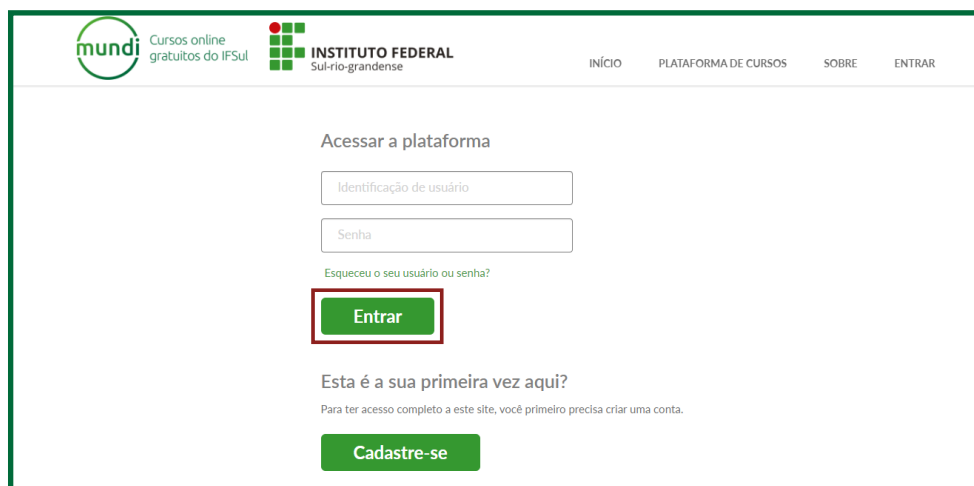 mundi
Cursos online
gratuitos do IFSul
INSTITUTO FEDERAL
Sul-rio-grandense
INÍCIO PLATAFORMA DE CURSOS SOBRE ENTRAR
Acessar a plataforma
Identificação de usuário
Senha
Esqueceu o seu usuário ou senha?
Entrar
Esta é a sua primeira vez aqui?
Para ter acesso completo a este site, você primeiro precisa criar uma conta.
Cadastre-se